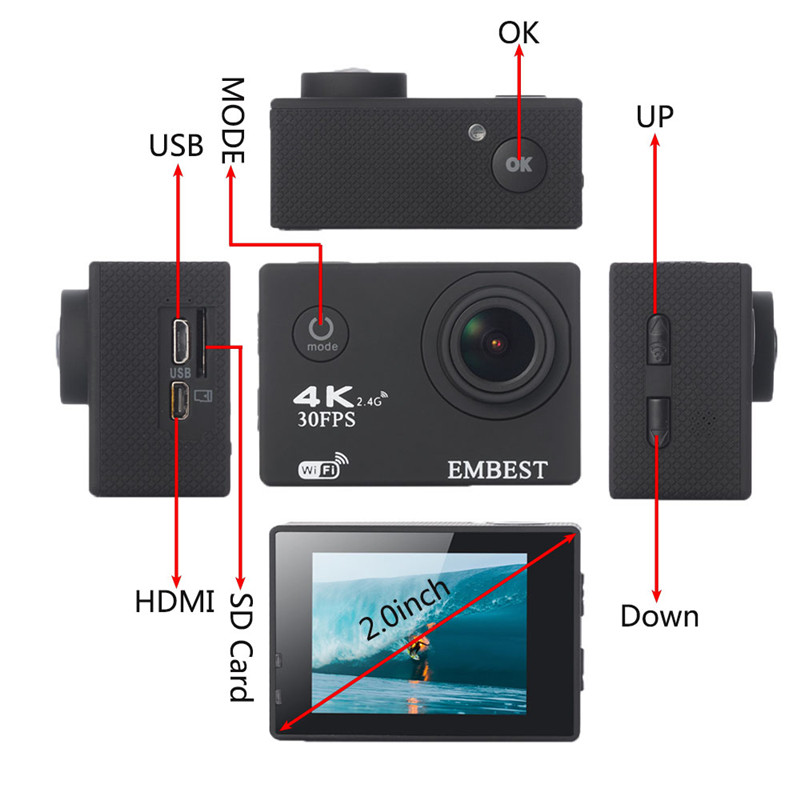 OK
MODE
USB
UP
OK
mode
4K 2.4G
30FPS
WiFi
EMBEST
USB
HDMI
SD Card
2.0inch
Down